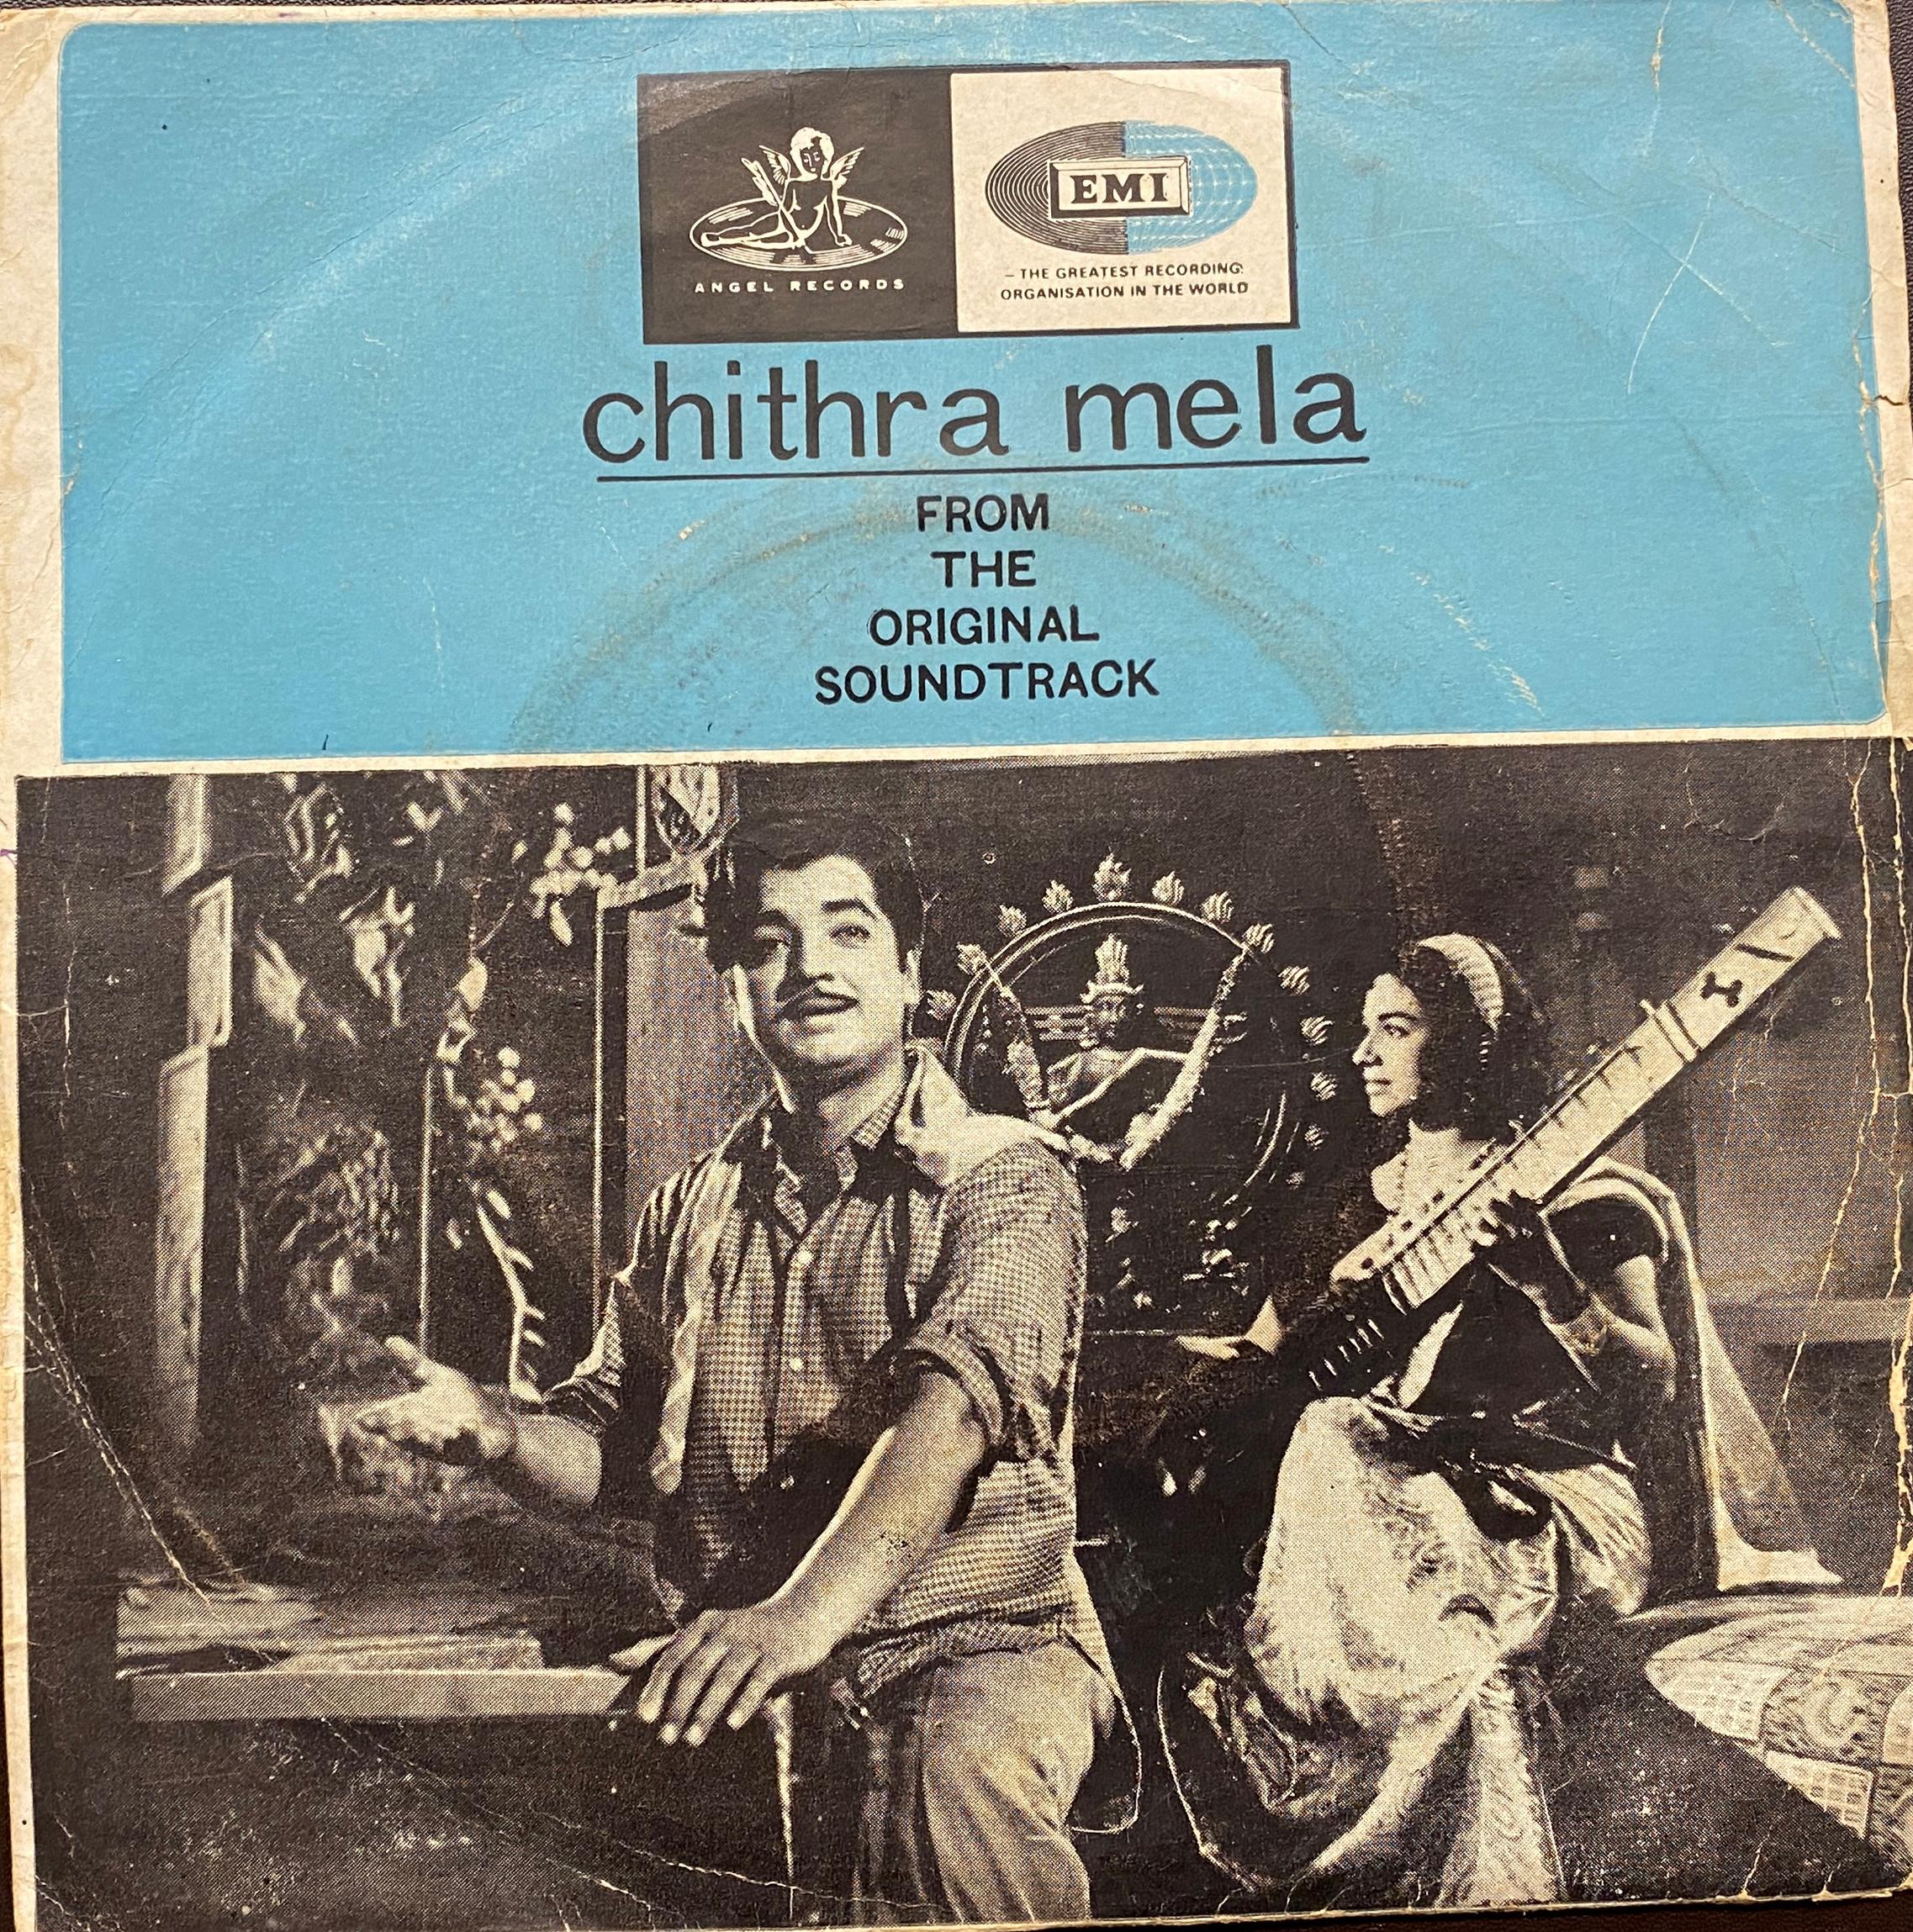 ANGEL RECORDS
EMI
– THE GREATEST RECORDING
ORGANISATION IN THE WORLD
chithra mela
FROM
THE
ORIGINAL
SOUNDTRACK